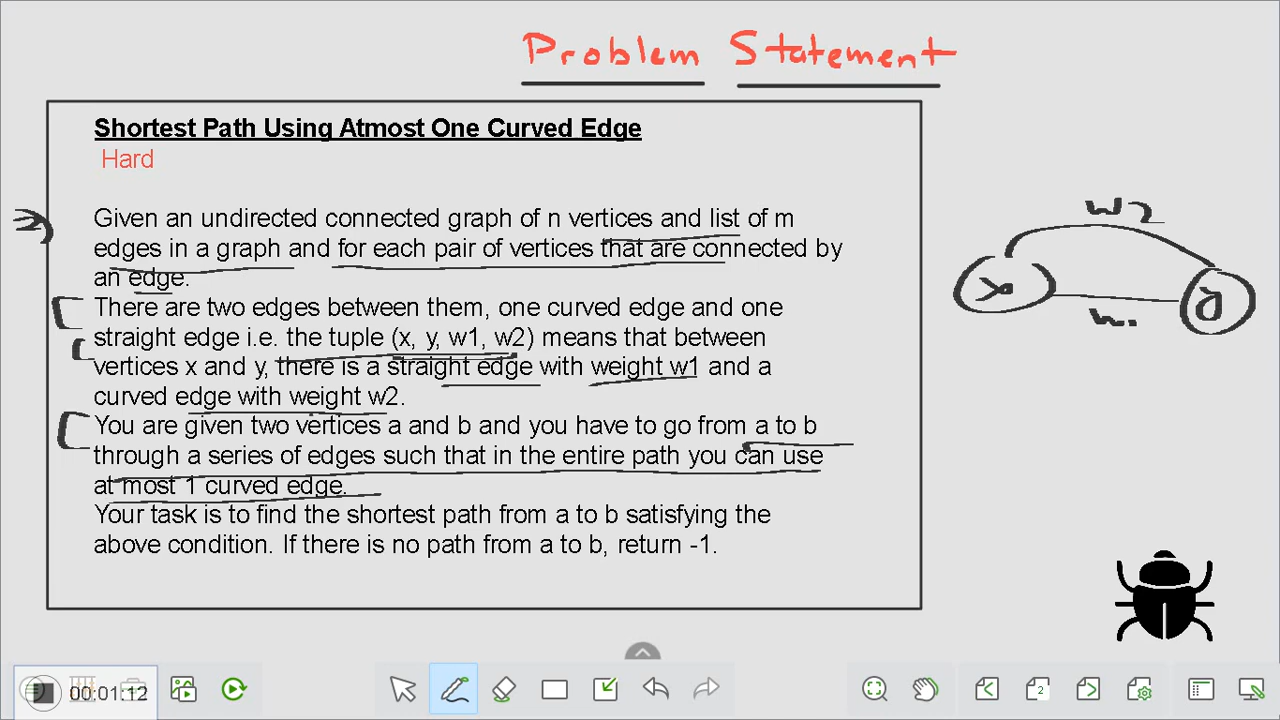 Problem Statement
Shortest Path Using Atmost One Curved Edge
Hard
Given an undirected connected graph of n vertices and list of m
edges in a graph and for each pair of vertices that are connected by
an edge.
There are two edges between them, one curved edge and one
straight edge i.e. the tuple (x, y, w1, w2) means that between
vertices x and y, there is a straight edge with weight w1 and a
curved edge with weight w2.
You are given two vertices a and b and you have to go from a to b
through a series of edges such that in the entire path you can use
at most 1 curved edge.
Your task is to find the shortest path from a to b satisfying the
above condition. If there is no path from a to b, return -1.
W2
x
00:01:12
2